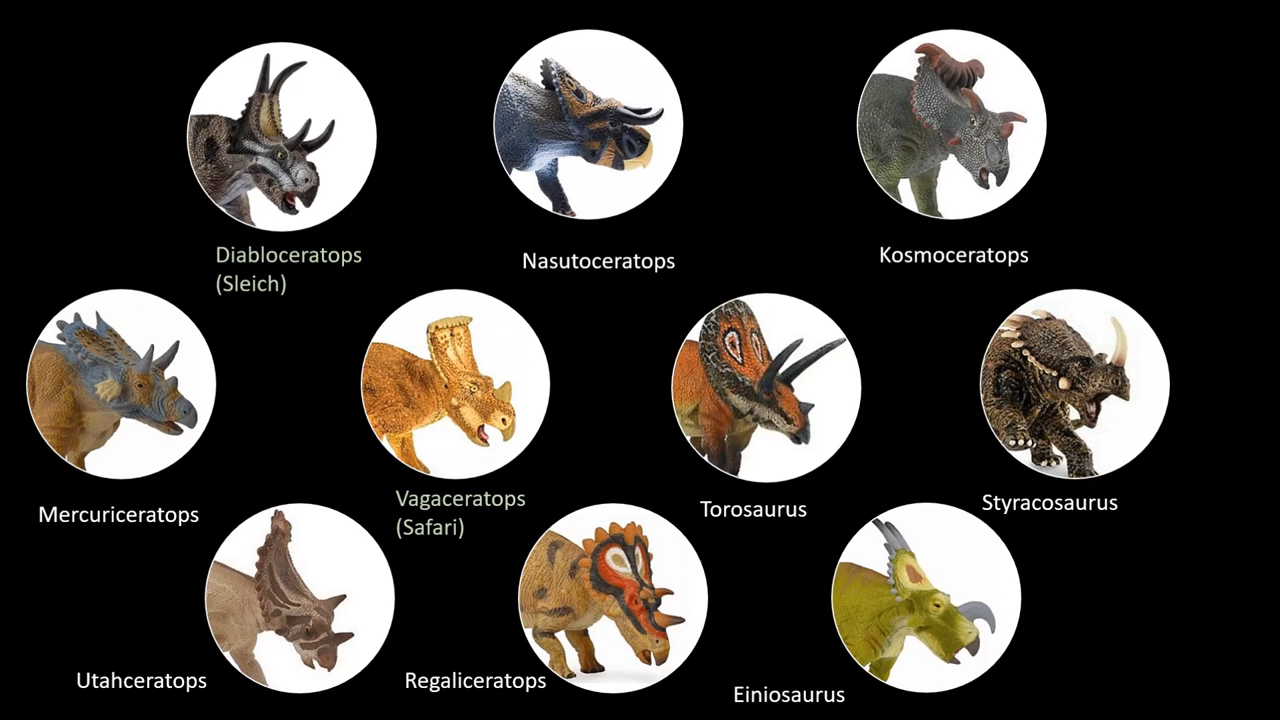 Diabloceratops
(Sleich)
Nasutoceratops
Kosmoceratops
Mercuriceratops
Vagaceratops
(Safari)
Torosaurus
Styracosaurus
Utahceratops
Regaliceratops
Einiosaurus